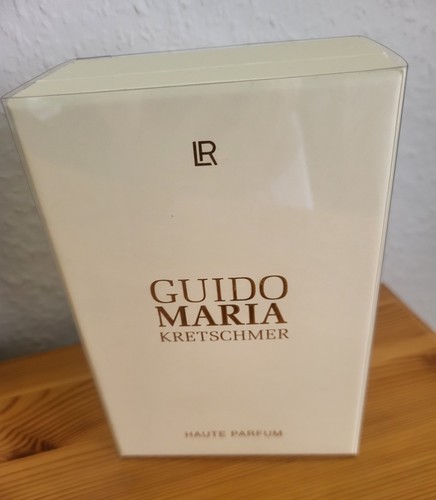 LR
GUIDO
MARIA
KRETSCHMER
HAUTE PARFUM